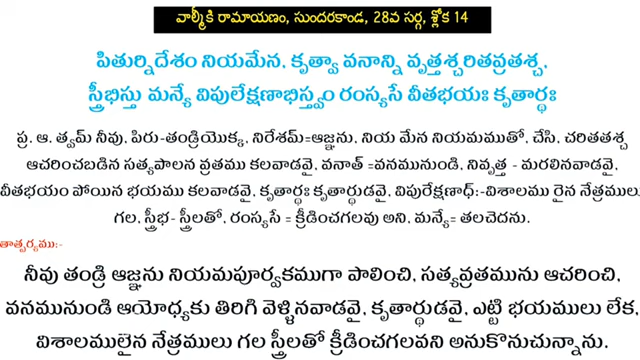 వాల్మీకి రామాయణం, సుందరకాండ, 28వ సర్గ, శ్లోక 14
పితుర్నిదేశం నియమేన, కృత్వా వనాన్ని వృత్తశ్చరితవ్రతశ్చ,
స్త్రీభిస్తు మన్యే విపులేక్షణాభిస్త్వం రంస్యసే వీతభయః కృతార్థః
ప్ర. ఆ. త్వమ్ నీవు, పిరు-తండ్రియొక్క, నిరేశమ్=ఆజ్ఞను, నియ మేన నియమముతో, చేసి, చరితతశ్చ
ఆచరించబడిన సత్యపాలన వ్రతము కలవాడవై, వనాత్ =వనమునుండి, నివృత్త - మరలినవాడవై,
వీతభయం పోయిన భయము కలవాడవై, కృతార్థః కృతార్థుడవై, విపురేక్షణాధ్:-విశాలము రైన నేత్రములు
గల, స్త్రీభ- స్త్రీలతో, రంస్యసే = క్రీడించగలవు అని, మన్యే= తలచెదను.
తాత్పర్యము:-
నీవు తండ్రి ఆజ్ఞను నియమపూర్వకముగా పాలించి, సత్యవ్రతమును ఆచరించి,
వనమునుండి ఆయోధ్యకు తిరిగి వెళ్ళినవాడవై, కృతార్థుడవై, ఎట్టి భయములు లేక,
విశాలములైన నేత్రములు గల స్త్రీలతో క్రీడించగలవని అనుకొనుచున్నాను.